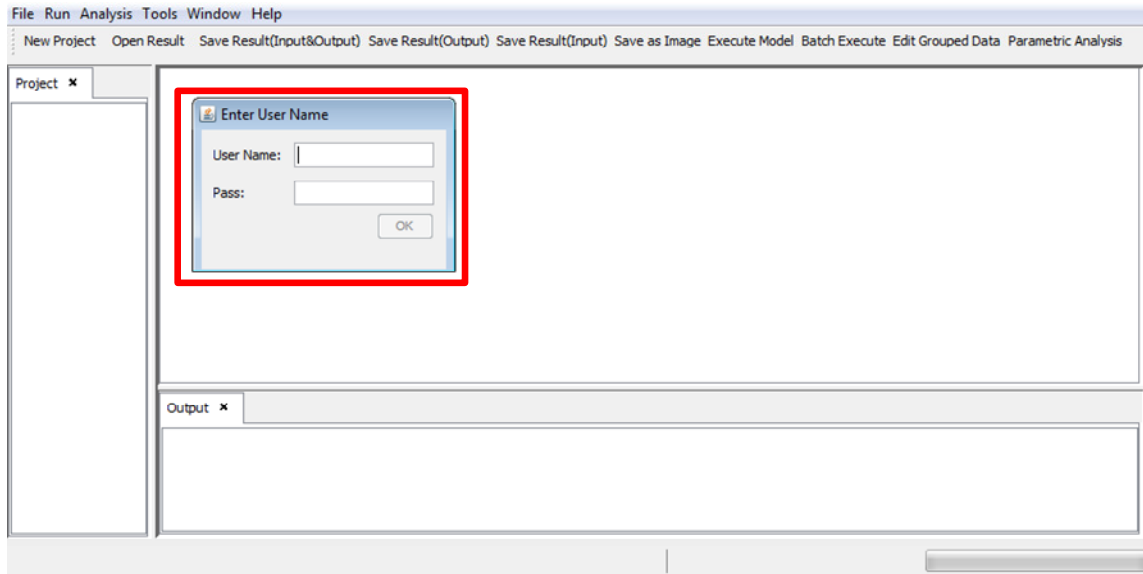 File Run Analysis Tools Window Help
New Project Open Result Save Result(Input&Output) Save Result(Output) Save Result(Input) Save as Image Execute Model Batch Execute Edit Grouped Data Parametric Analysis
Project ×
Enter User Name
User Name:
Pass:
OK
Output ×